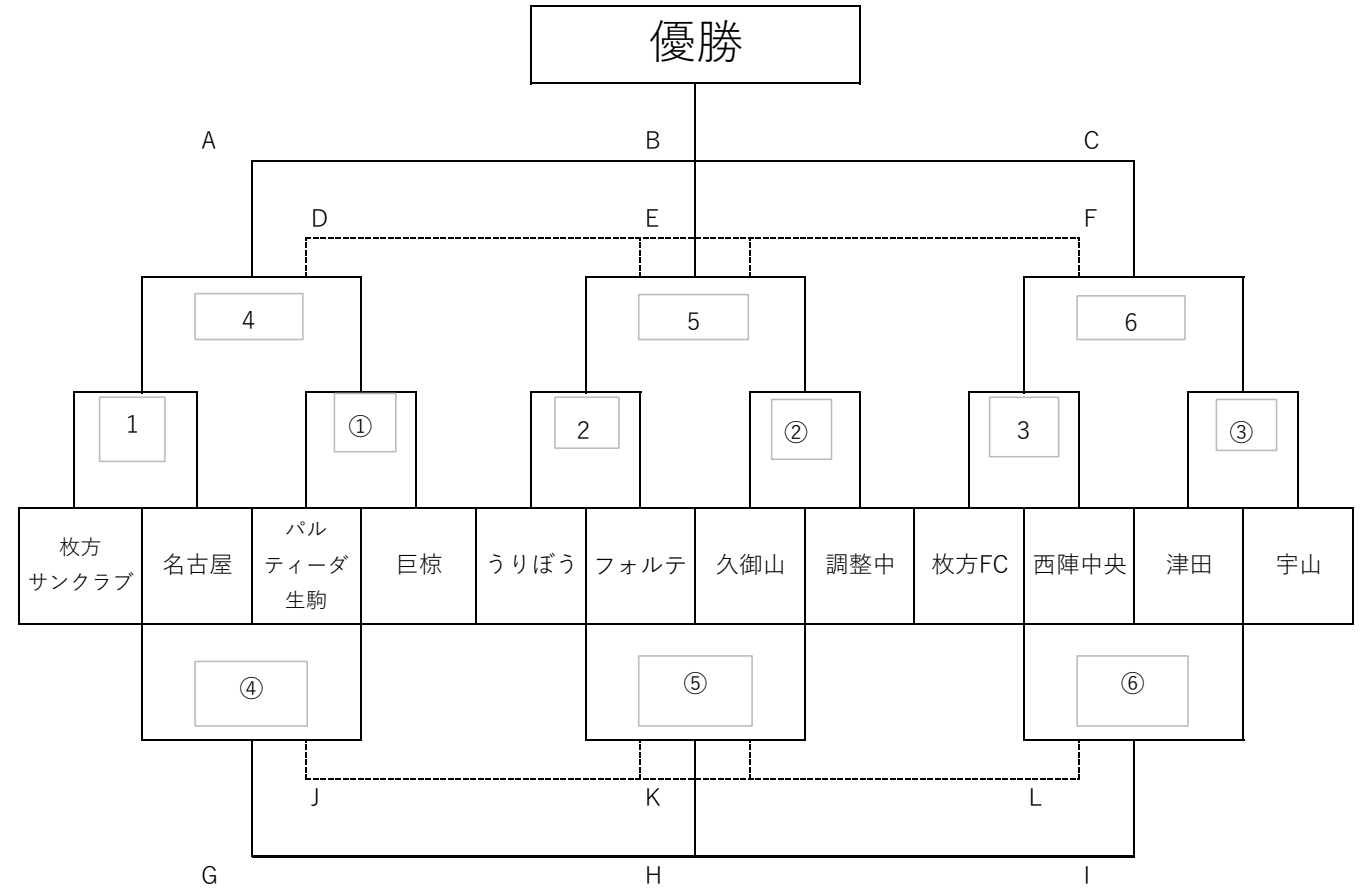 優勝
A
B
C
D
E
F
4
5
6
1
①
2
②
3
③
枚方
サンクラブ
名古屋
パル
ティーダ
生駒
巨椋
うりぼう
フォルテ
久御山
調整中
枚方FC
西陣中央
津田
宇山
④
⑤
⑥
J
K
L
G
H
I